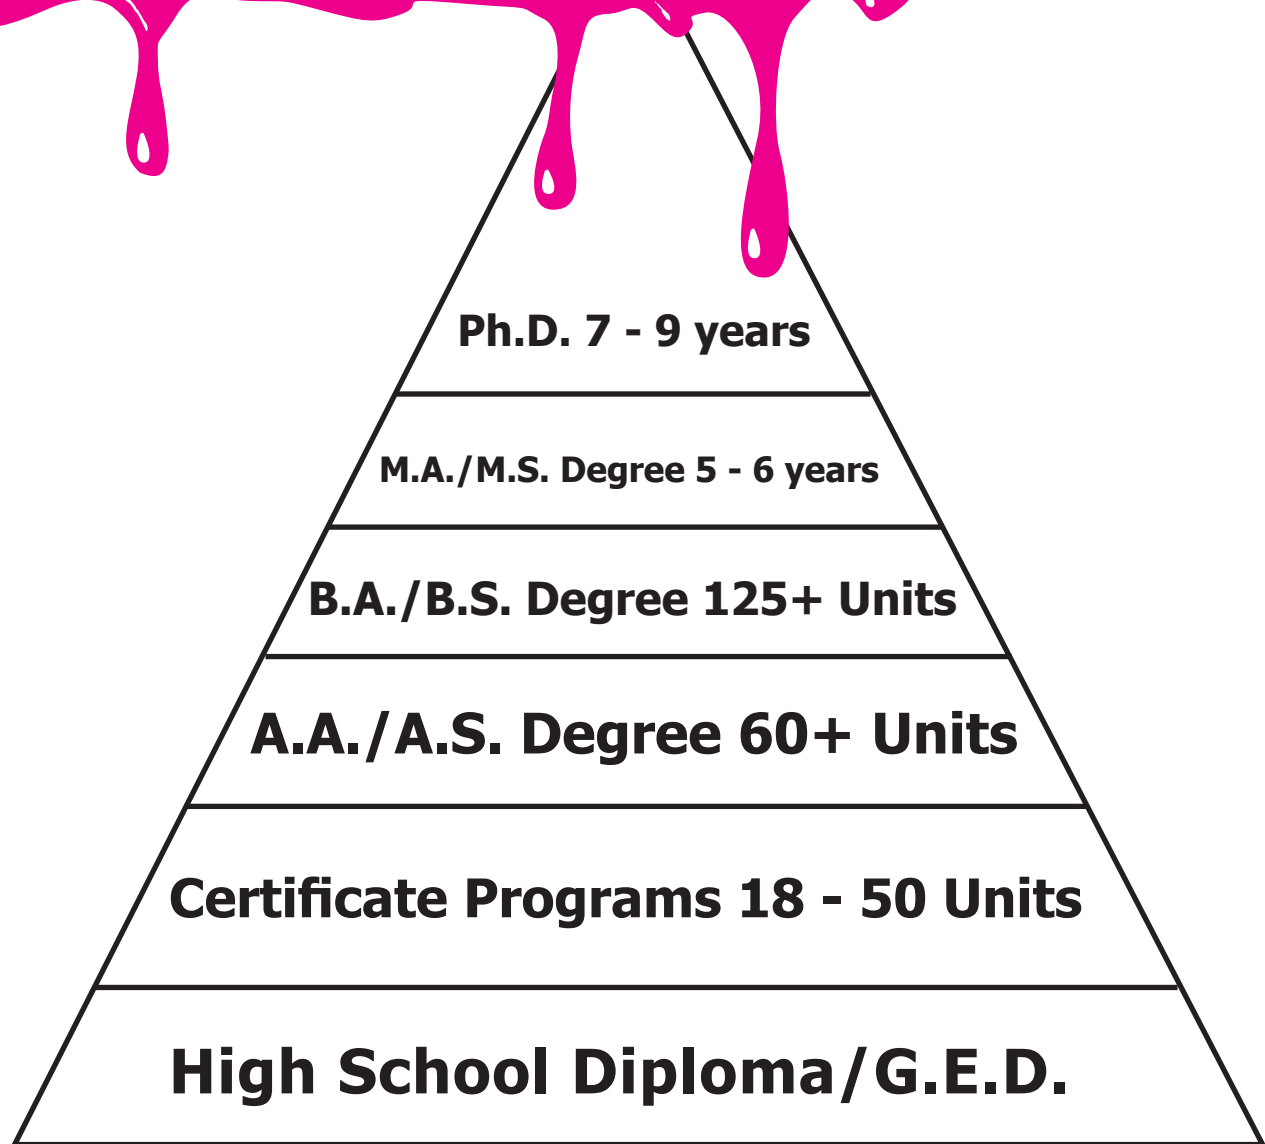 Ph.D. 7 - 9 years
M.A./M.S. Degree 5 - 6 years
B.A./B.S. Degree 125+ Units
A.A./A.S. Degree 60+ Units
Certificate Programs 18 - 50 Units
High School Diploma/G.E.D.